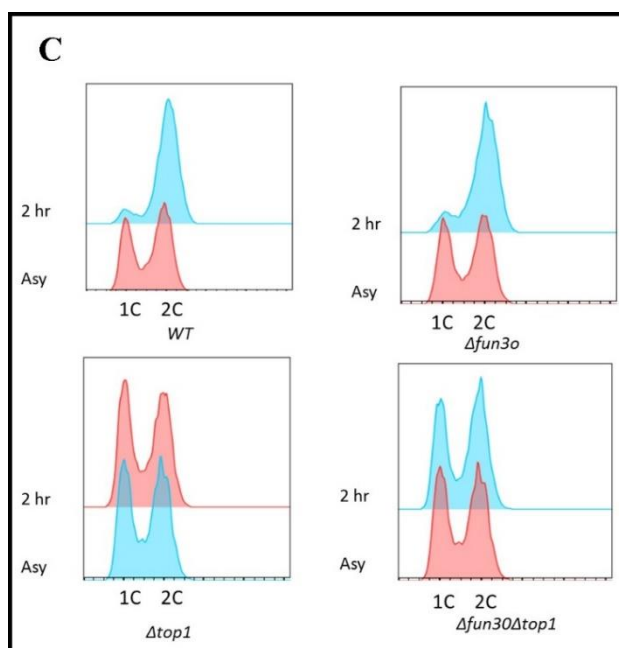 C
2 hr
Asy
1C 2C
WT
2 hr
Asy
1C 2C
Δfun3o
2 hr
Asy
1C 2C
Δtop1
2 hr
Asy
1C 2C
Δfun30Δtop1